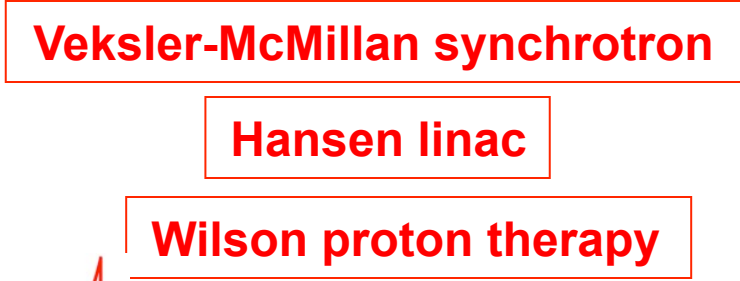 Veksler-McMillan synchrotron
Hansen linac
Wilson proton therapy